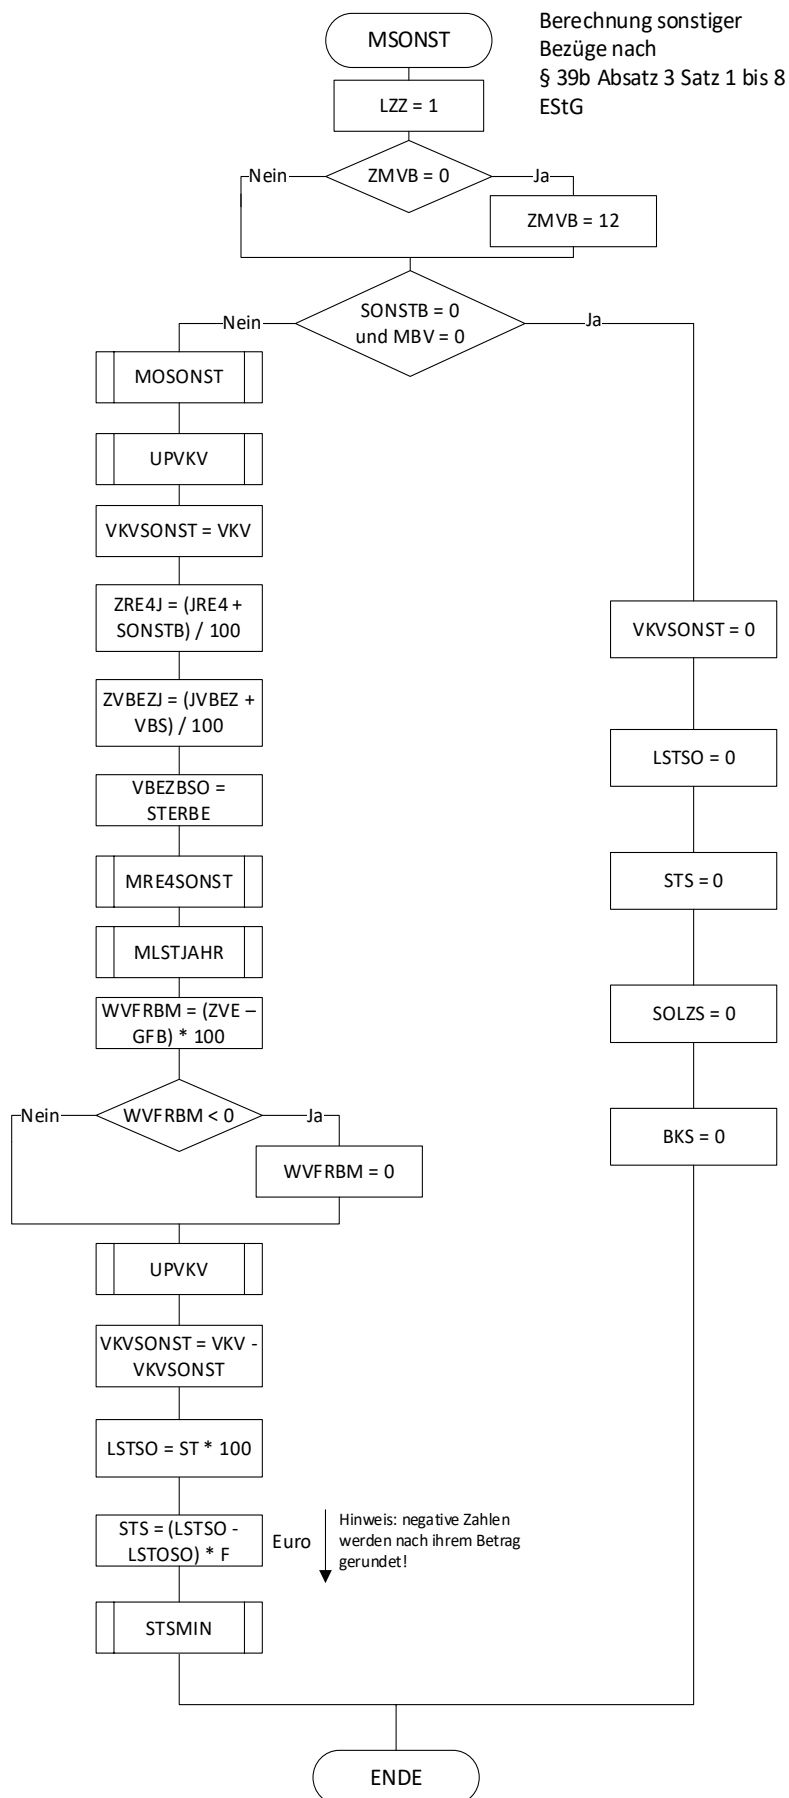 MSONST
Berechnung sonstiger
Bezüge nach
§ 39b Absatz 3 Satz 1 bis 8
EStG
LZZ = 1
Nein
ZMVB = 0
Ja
ZMVB = 12
Nein
SONSTB = 0
und MBV = 0
Ja
MOSONST
UPVKV
VKVSONST = VKV
ZRE4J = (JRE4 +
SONSTB) / 100
ZVBEZJ = (JVBEZ +
VBS) / 100
VBEZBSO =
STERBE
MRE4SONST
MLSTJAHR
WVFRBM = (ZVE –
GFB) * 100
Nein
WVFRBM < 0
Ja
WVFRBM = 0
UPVKV
VKVSONST = VKV -
VKVSONST
LSTSO = ST * 100
STS = (LSTSO -
LSTOSO) * F
Euro
Hinweis: negative Zahlen
werden nach ihrem Betrag
gerundet!
STSMIN
VKVSONST = 0
LSTSO = 0
STS = 0
SOLZS = 0
BKS = 0
ENDE